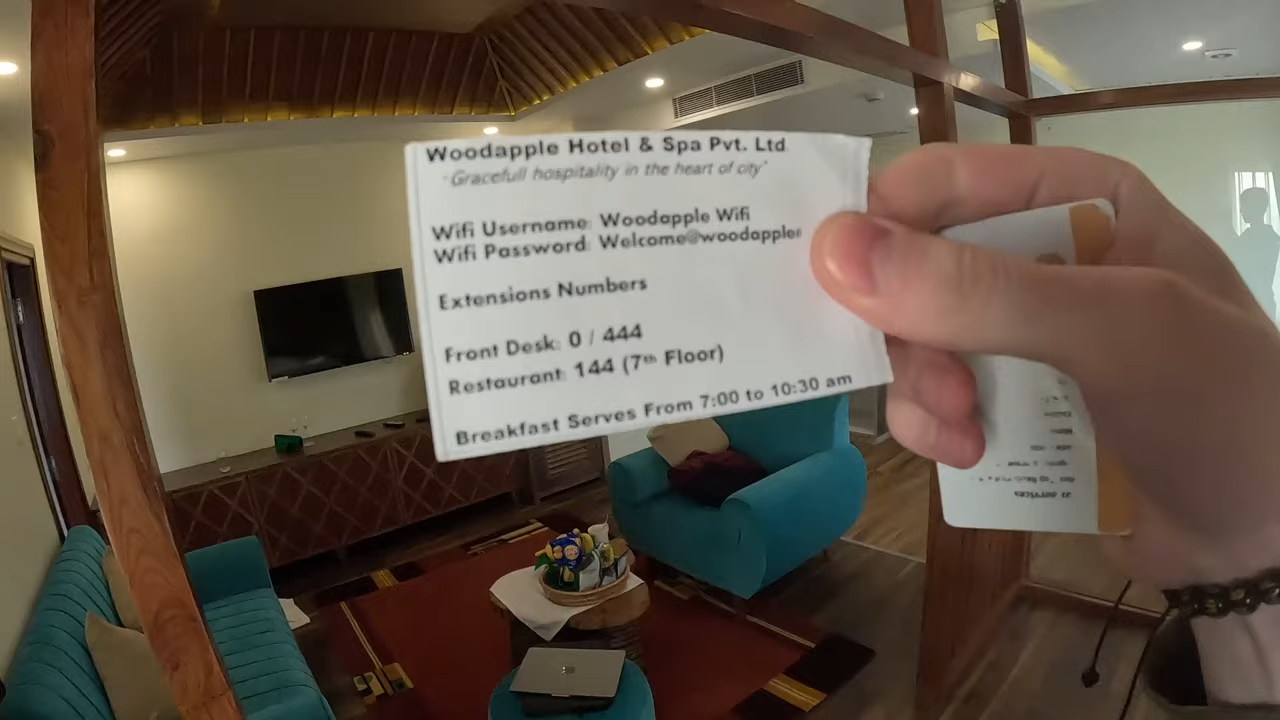 Woodapple Hotel & Spa Pvt. Ltd.
"Gracefull hospitality in the heart of city"
Wifi Username: Woodapple Wifi
Wifi Password: Welcome@woodapple
Extensions Numbers
Front Desk: 0 / 444
Restaurant: 144 (7th Floor)
Breakfast Serves From 7:00 to 10:30 am
services